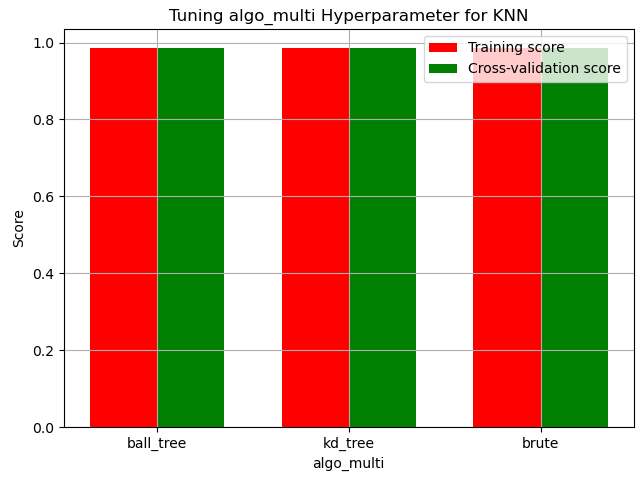 Tuning algo_multi Hyperparameter for KNN
1.0
0.8
0.6
0.4
0.2
0.0
Score
Training score
Cross-validation score
ball_tree
kd_tree
brute
algo_multi